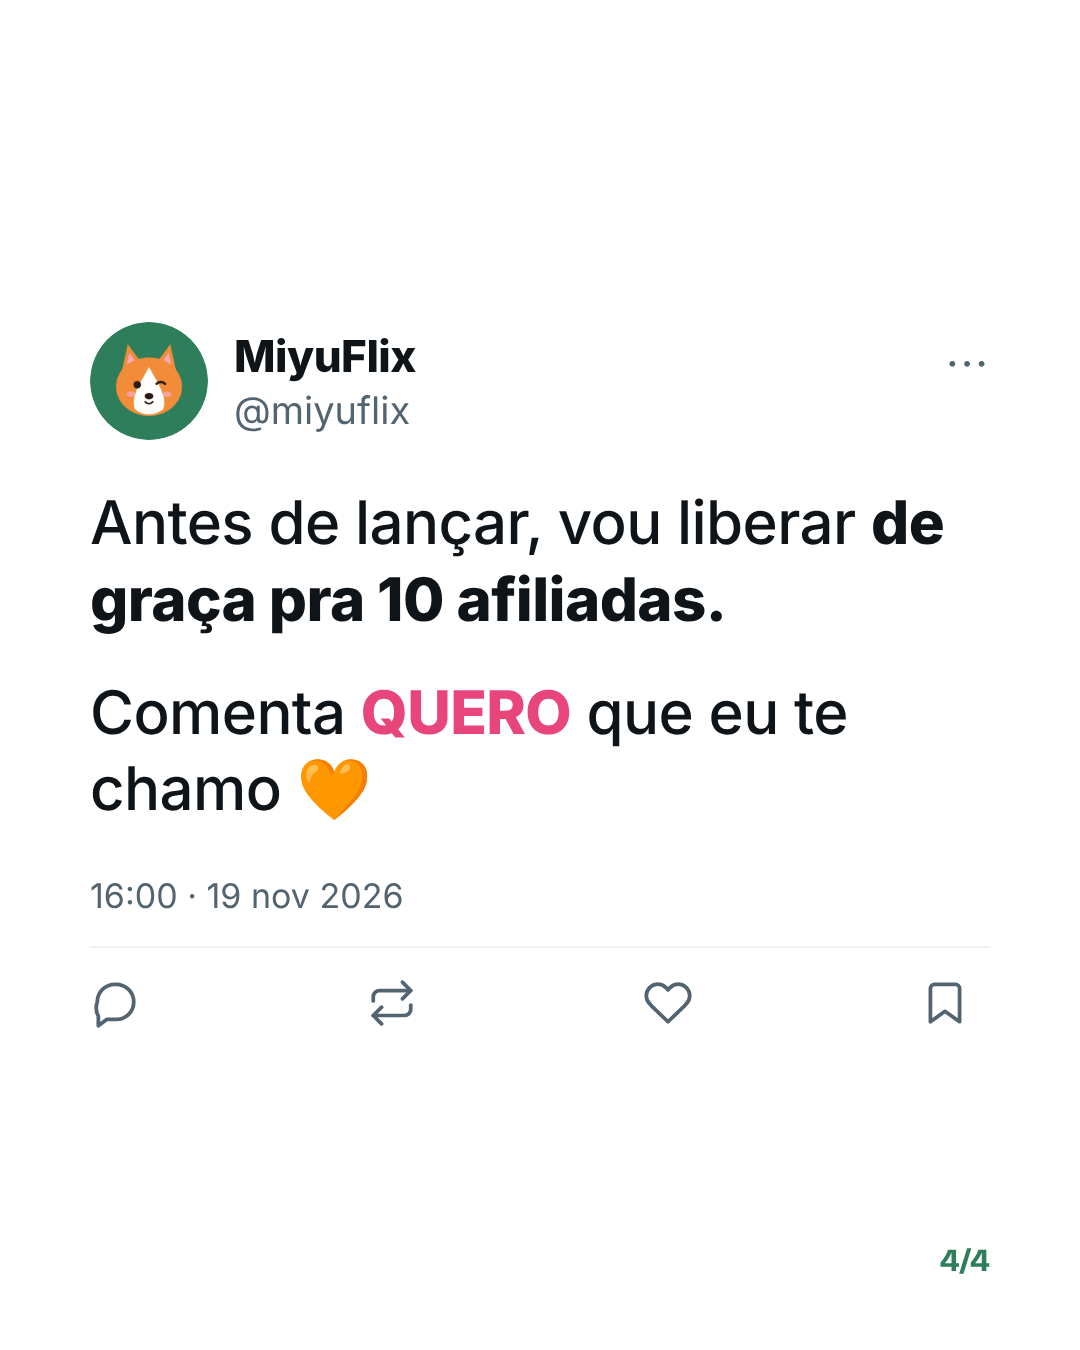 MiyuFlix
@miyuflix
Antes de lançar, vou liberar de
graça pra 10 afiliadas.
Comenta QUERO que eu te
chamo 🧡
16:00 · 19 nov 2026
4/4